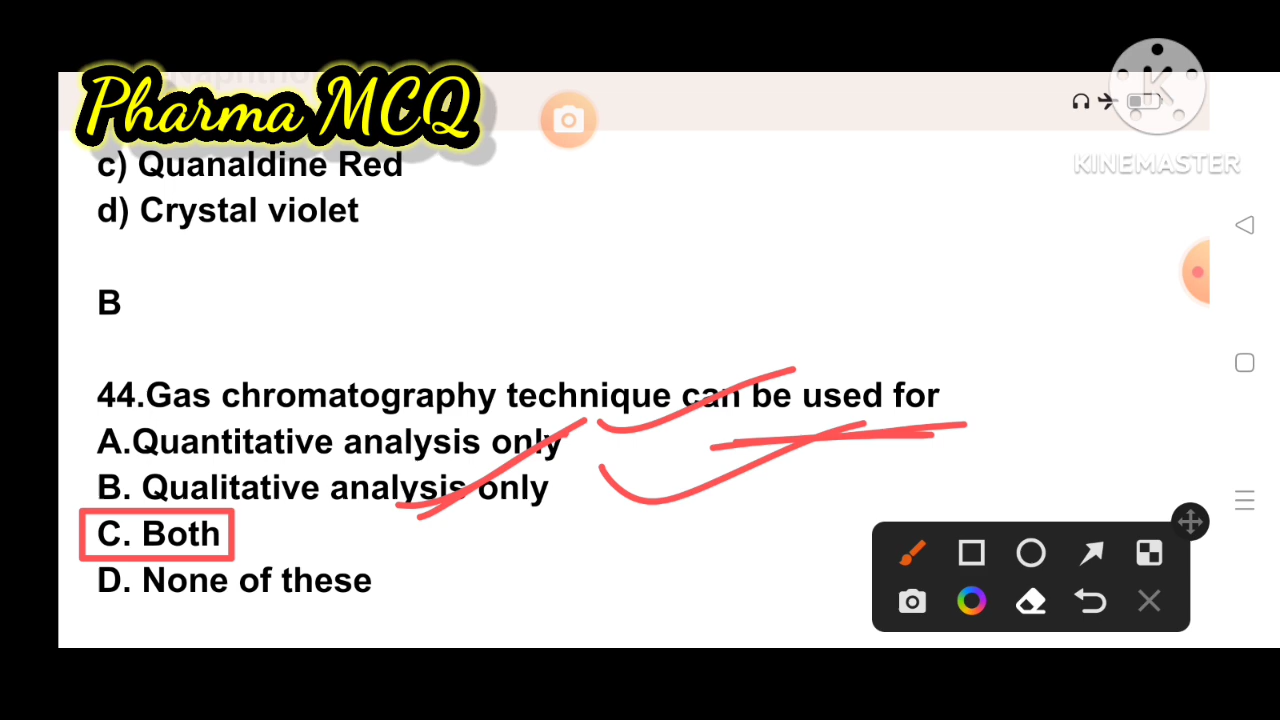 Pharma MCQ
KINEMASTER
c) Quanaldine Red
d) Crystal violet
B
44.Gas chromatography technique can be used for
A.Quantitative analysis only
B. Qualitative analysis only
C. Both
D. None of these